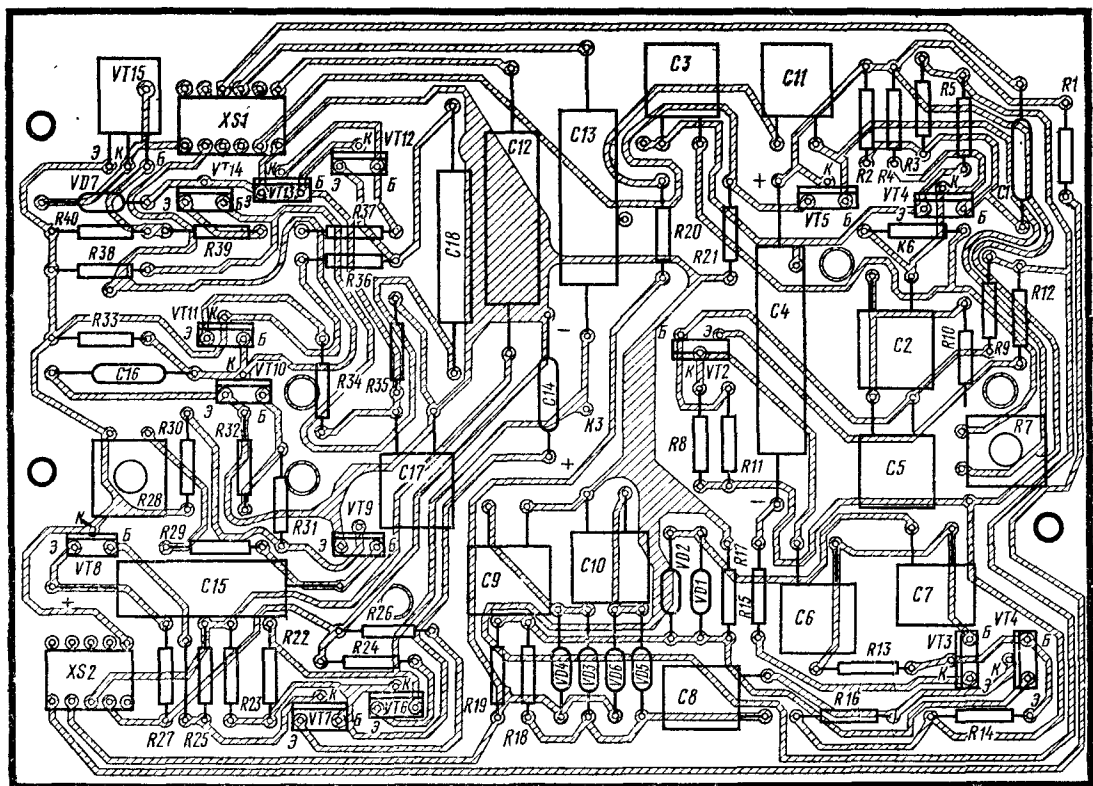 VT15
XS1
Э К Б
VT14
К
VT12
К
Э Б
C12
C13
C3
C11
R5
R1
R2
R4
R3
C1
VD7
Э Б
VT13
Э Б
R37
C18
R20
R21
+
К
VT5
Б
VT4
К
Э Б
R40
R39
К6
R38
R36
C4
R12
R33
VT11
К
Э Б
C16
К
VT10
Э Б
R34
R35
−
C14
К3
+
Б Э
К
VT2
C2
R10
R9
R30
R32
R8
R11
C5
R7
R28
C17
R31
−
К
VT8
Э Б
R29
VT9
К
Э Б
C9
C10
VD2
VD1
R17
R15
C6
C7
C15
+
R26
R24
R22
XS2
R27
R25
R23
К
VT7
Э Б
К
VT6
Э
R19
R18
VD4
VD3
VD6
VD5
C8
R13
VT3
Б
К
Э
VT4
Б
К
Э
R16
R14